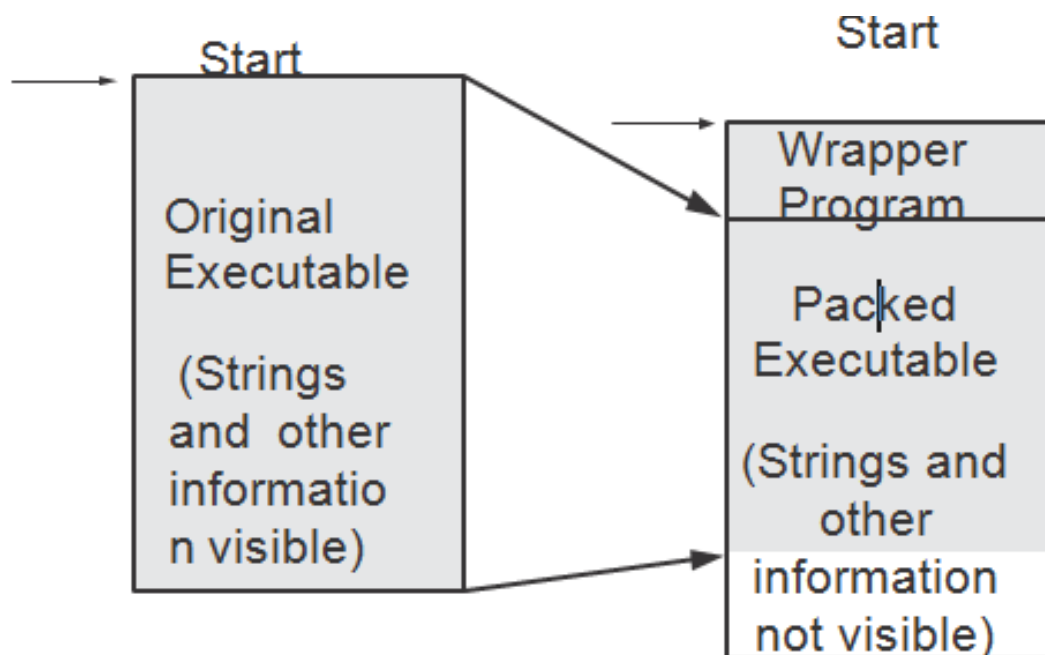 Start
Original
Executable
(Strings
and other
informatio
n visible)
Start
Wrapper
Program
Packed
Executable
(Strings and
other
information
not visible)